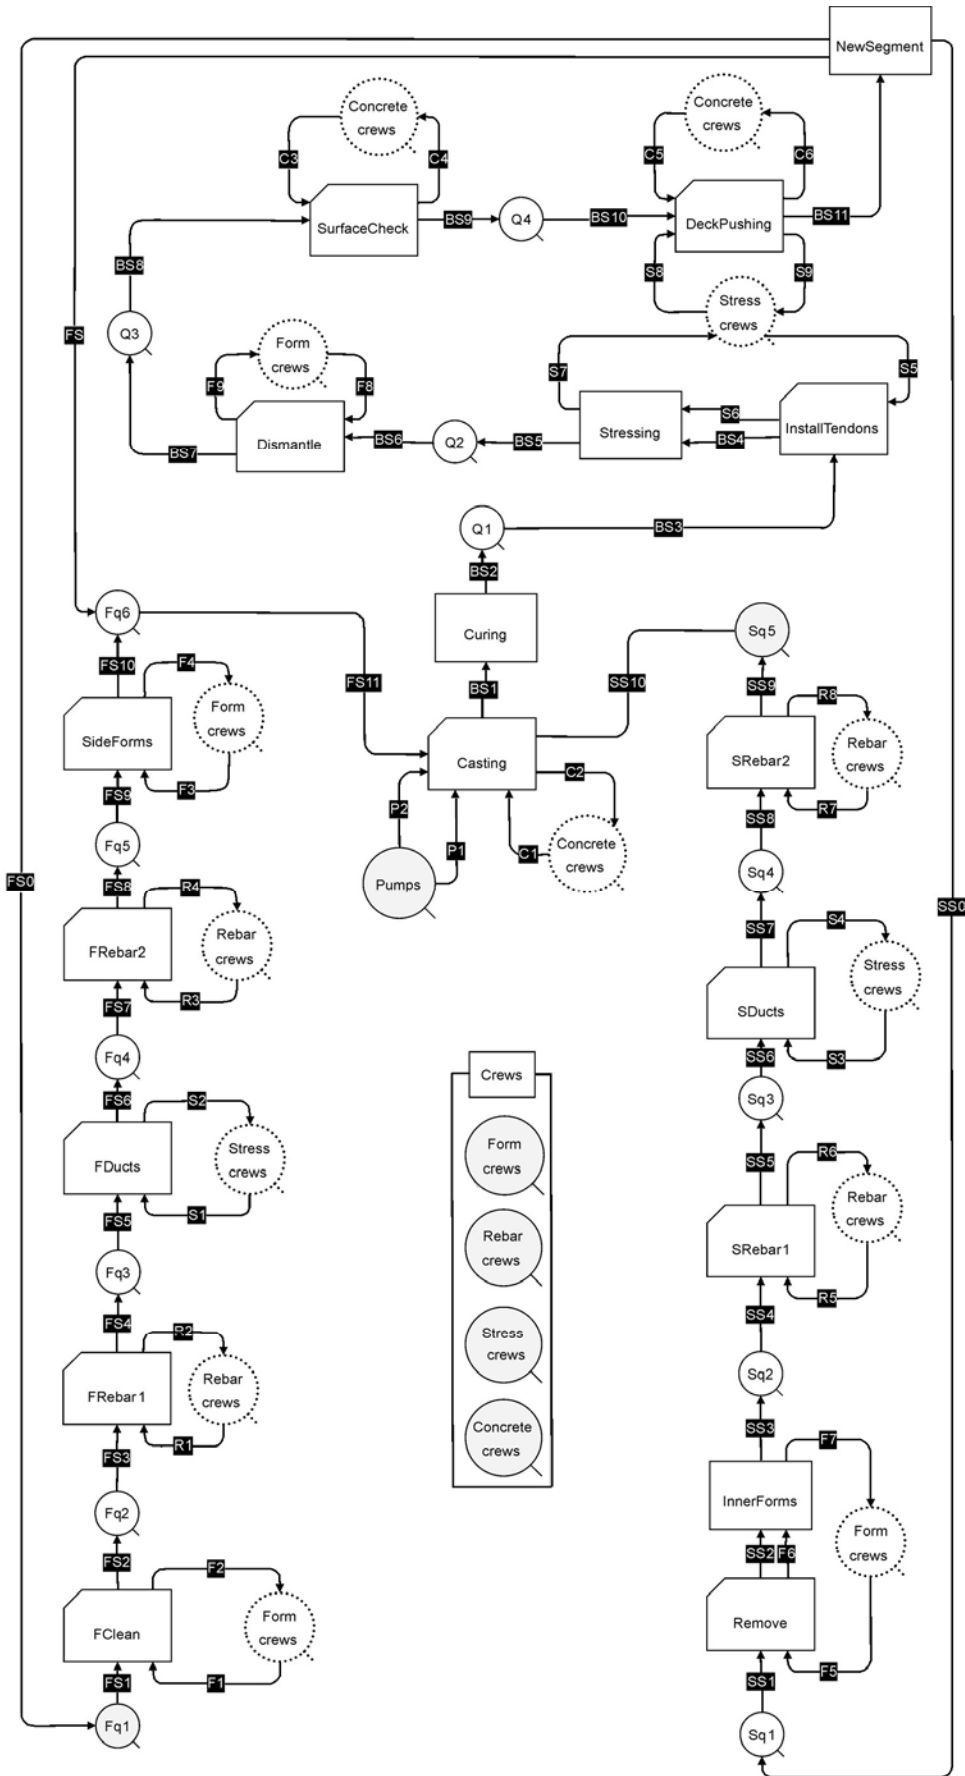 NewSegment
Concrete
crews
Concrete
crews
C3
C4
C5
C6
SurfaceCheck
BS9
Q4
BS10
DeckPushing
BS11
BS8
S8
S9
FS
Q3
Form
crews
Stress
crews
F9
F8
S7
S5
Dismantle
BS7
BS6
Q2
BS5
Stressing
S6
BS4
InstallTendons
Q1
BS3
BS2
Fq6
Curing
Sq5
FS10
F4
FS11
BS1
SS10
SS9
R8
SideForms
Form
crews
Casting
SRebar2
Rebar
crews
FS9
F3
P2
C2
SS8
R7
Fq5
P1
C1
Concrete
crews
Pumps
Sq4
FS0
FS8
R4
SS0
FRebar2
Rebar
crews
SS7
S4
FS7
R3
SDucts
Stress
crews
Fq4
SS6
S3
FS6
S2
Crews
Sq3
FDucts
Stress
crews
Form
crews
SS5
R6
FS5
S1
SRebar1
Rebar
crews
Fq3
Rebar
crews
FS4
R2
SS4
R5
FRebar1
Rebar
crews
Stress
crews
Sq2
FS3
R1
Concrete
crews
SS3
F7
Fq2
InnerForms
Form
crews
FS2
F2
SS2
F6
FClean
Form
crews
Remove
FS1
F1
SS1
F5
Fq1
Sq1